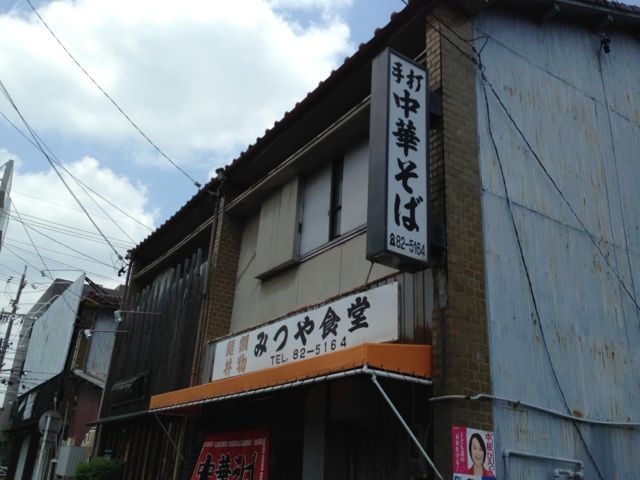 手打
中華そば
☎82-5164
麺類
丼物
みつや食堂
TEL. 82-5164
中華そば